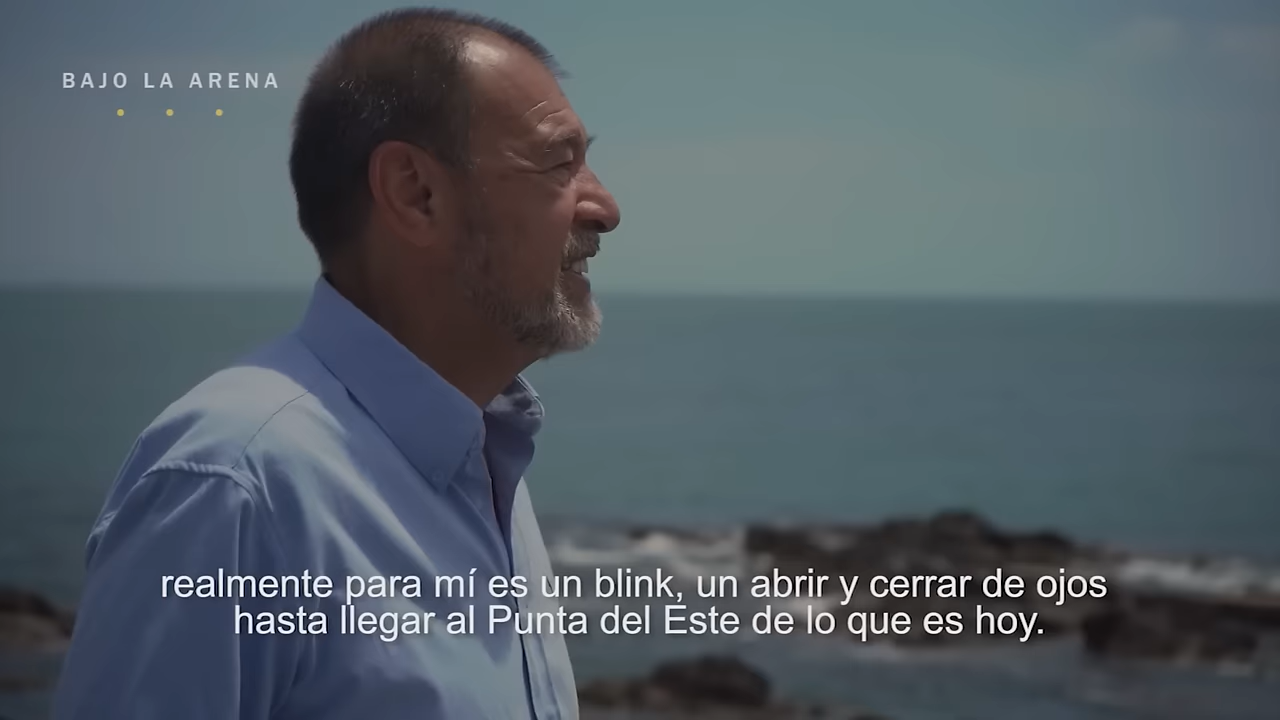 BAJO LA ARENA
realmente para mí es un blink, un abrir y cerrar de ojos
hasta llegar al Punta del Este de lo que es hoy.